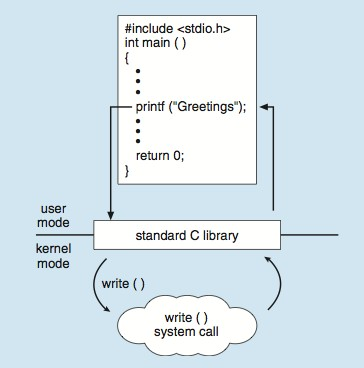 #include <stdio.h>
int main ( )
{
•
•
•
printf ("Greetings");
•
•
•
return 0;
}
user
mode
standard C library
kernel
mode
write ( )
write ( )
system call